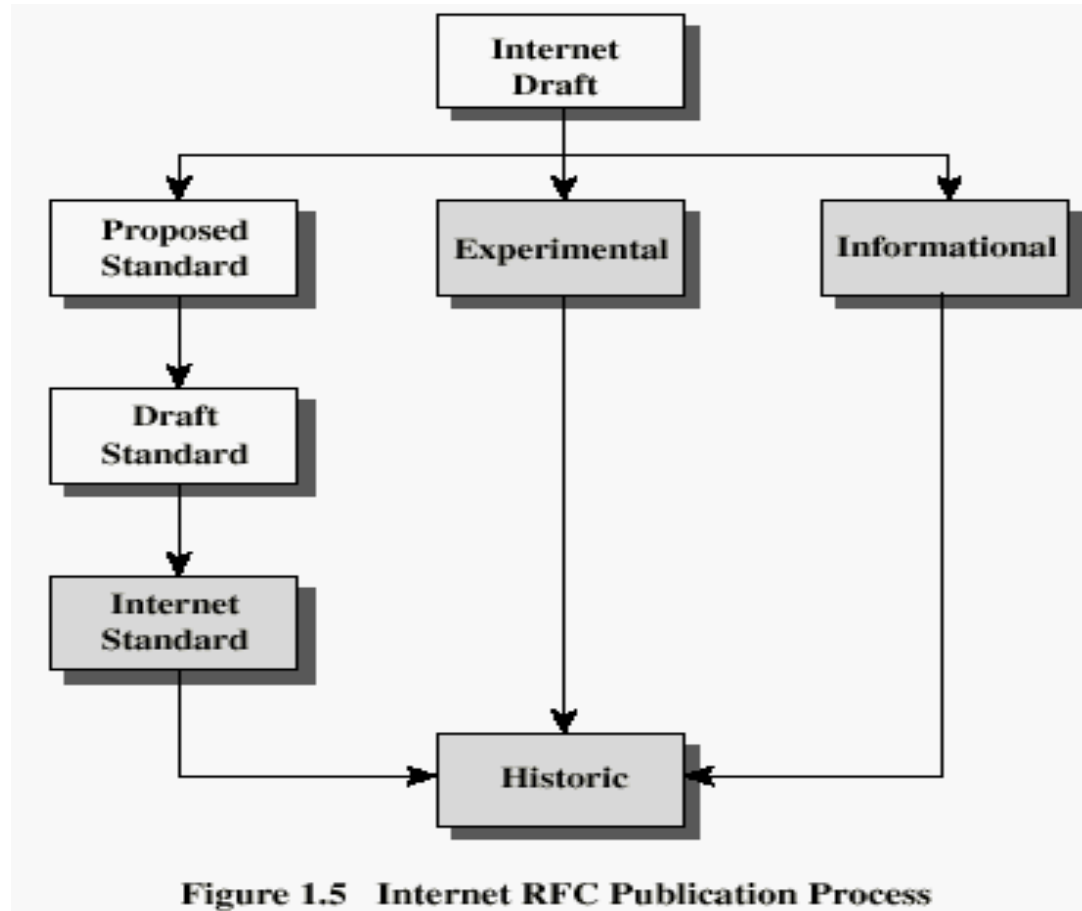 Internet
Draft
Proposed
Standard
Experimental
Informational
Draft
Standard
Internet
Standard
Historic
Figure 1.5 Internet RFC Publication Process